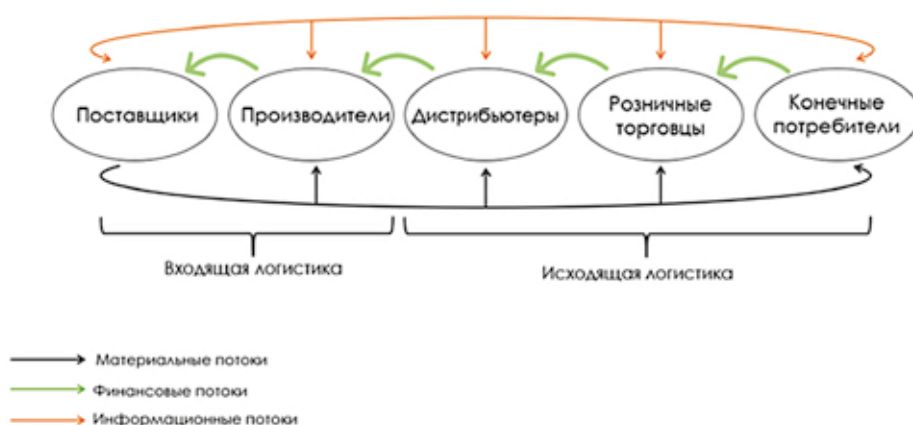 Поставщики
Производители
Дистрибьютеры
Розничные
торговцы
Конечные
потребители
Входящая логистика
Исходящая логистика
Материальные потоки
Финансовые потоки
Информационные потоки